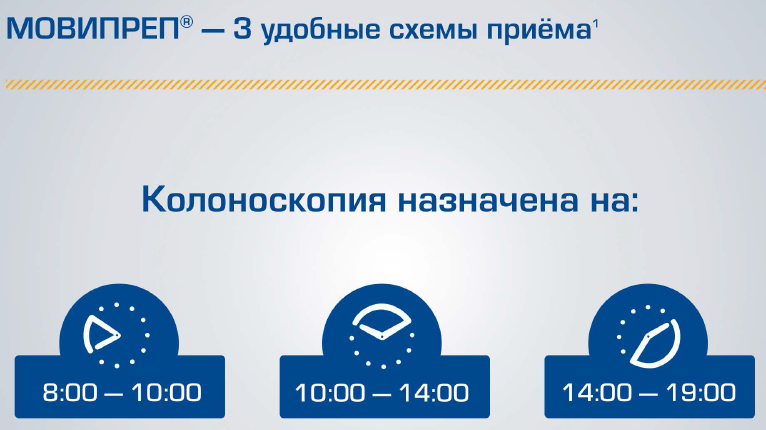 МОВИПРЕП® — 3 удобные схемы приёма¹
Колоноскопия назначена на:
8:00 — 10:00
10:00 — 14:00
14:00 — 19:00